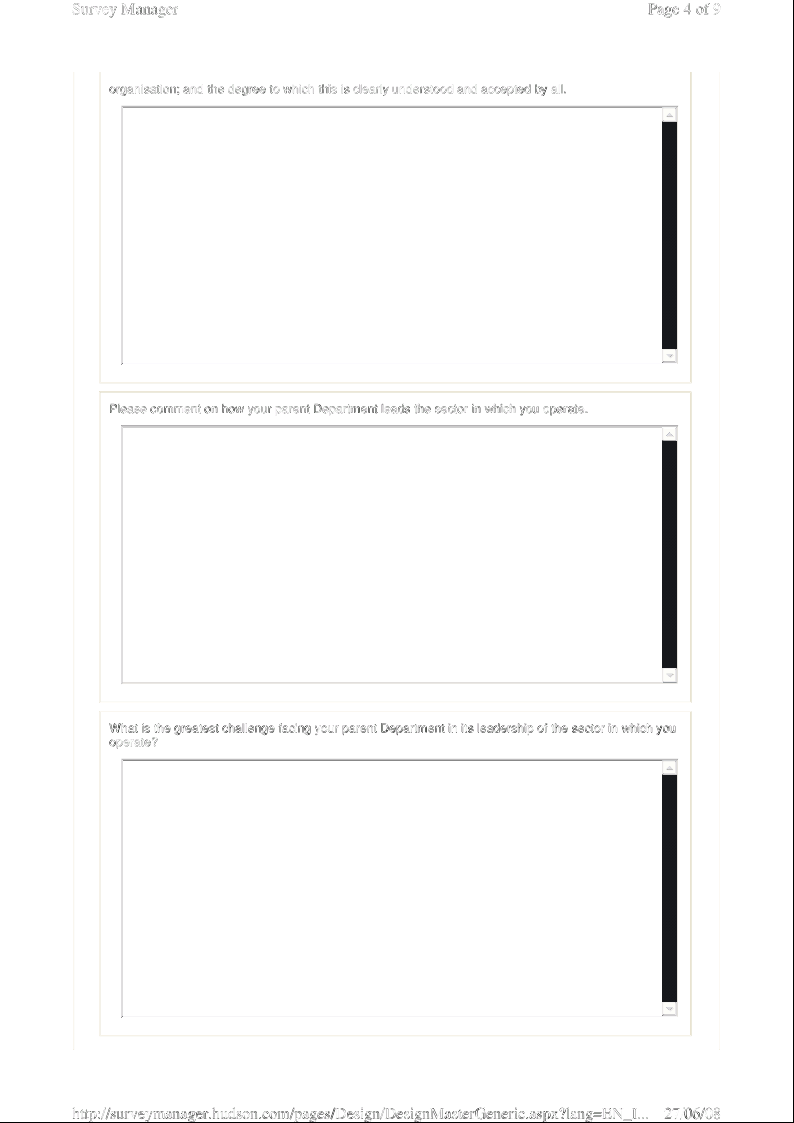 Survey Manager Page 4 of 9
organisation; and the degree to which this is clearly understood and accepted by all.
Please comment on how your parent Department leads the sector in which you operate.
What is the greatest challenge facing your parent Department in its leadership of the sector in which you
operate?
http://surveymanager.hudson.com/pages/Design/DesignMasterGeneric.aspx?lang=EN_I... 27/06/08